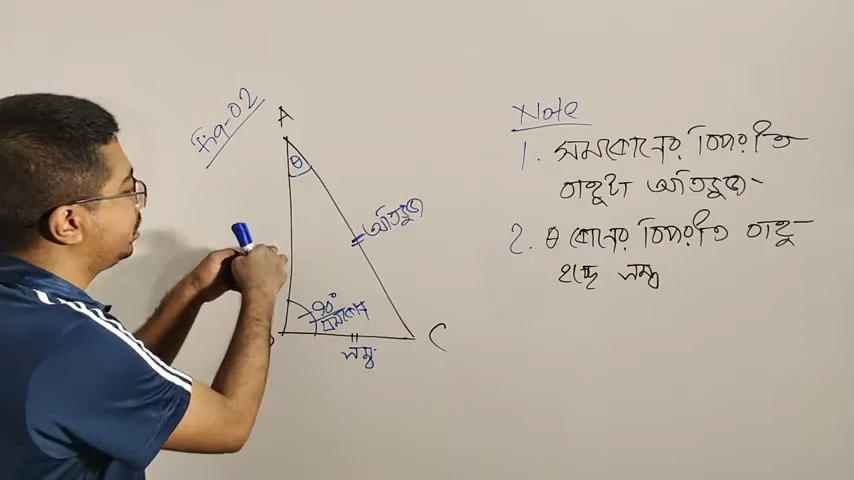 Fig-02
A
θ
অতিভুজ
90°
সমকোণ
C
লম্ব
Note
1. সমকোনের বিপরীত
বাহুটা অতিভুজ
2. θ কোনের বিপরীত বাহু
হচ্ছে লম্ব